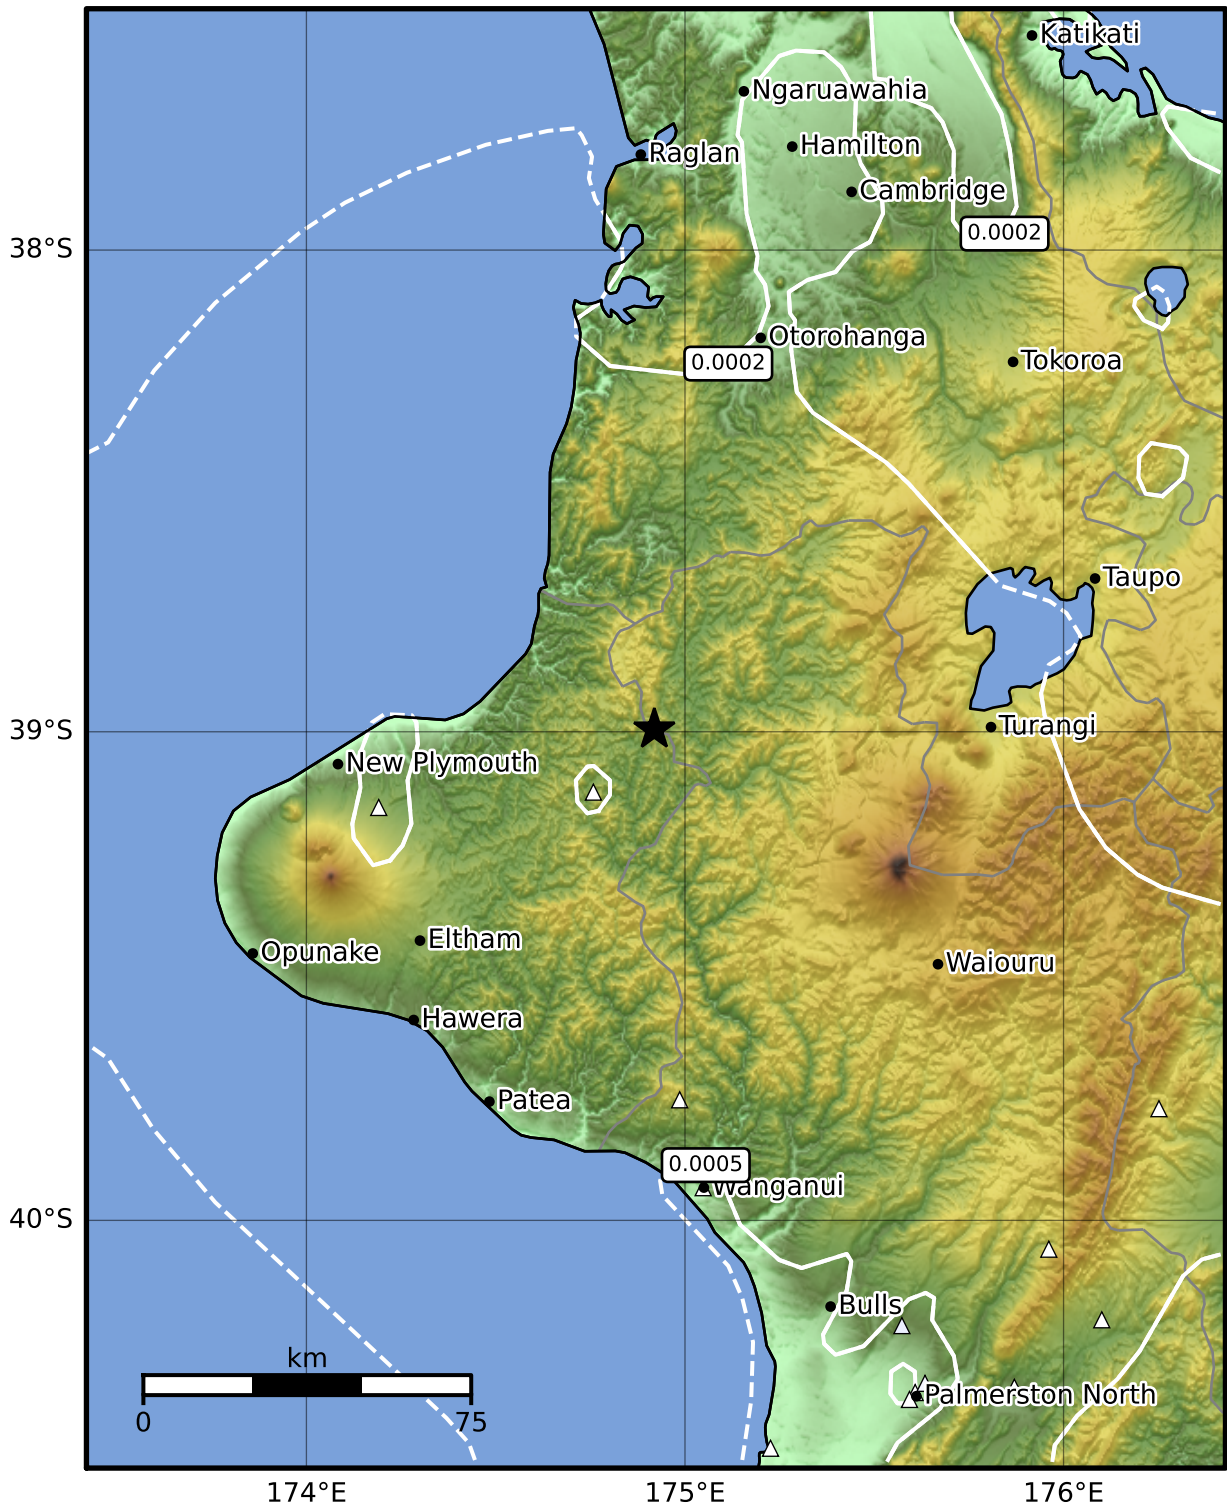 Katikati
Ngaruawahia
Hamilton
Raglan
Cambridge
0.0002
38°S
Otorohanga
0.0002
Tokoroa
Taupo
39°S
Turangi
New Plymouth
Eltham
Opunake
Waiouru
Hawera
Patea
0.0005
Wanganui
40°S
Bulls
km
Palmerston North
0
75
174°E
175°E
176°E